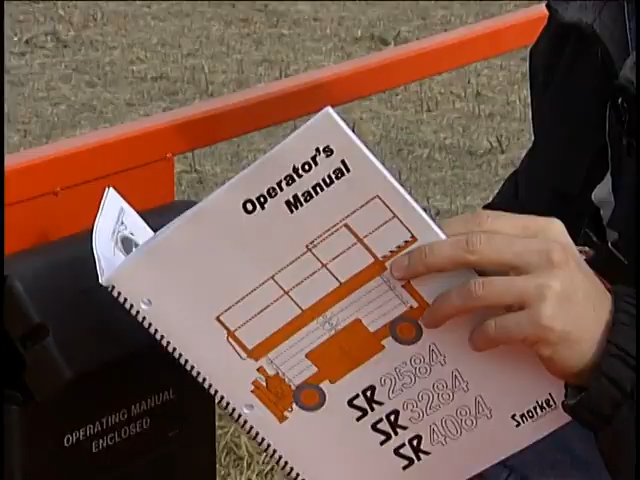 Operator's
Manual
SR 2584
SR 3284
SR 4084
Snorkel
OPERATING MANUAL
ENCLOSED